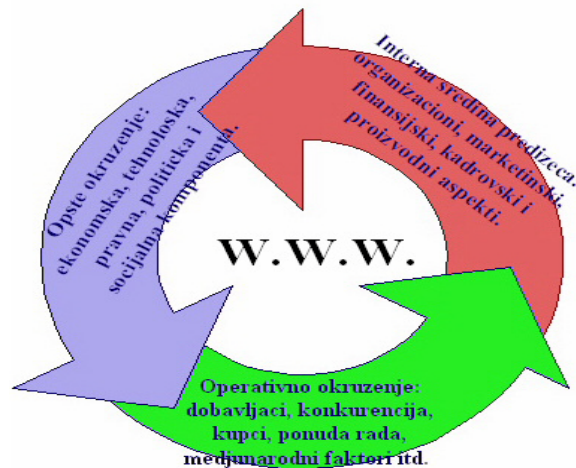 Opste okruzenje:
ekonomska, tehnoloska,
pravna, politicka i
socijalna komponenta.
Interna sredina predizeca.
organizacioni, marketinski,
finansijski, kadrovski i
proizvodni aspekti.
W.W.W.
Operativno okruzenje:
dobavljaci, konkurencija,
kupci, ponuda rada,
medjunarodni faktori itd.